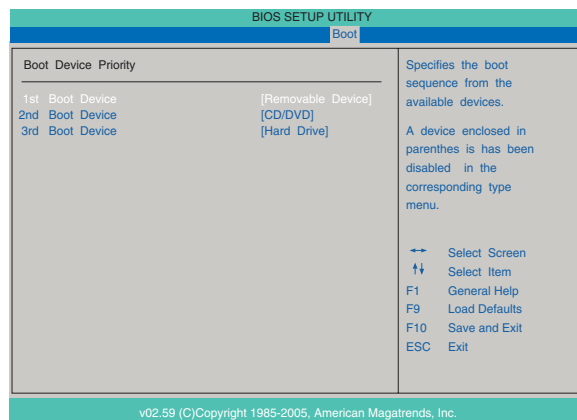 BIOS SETUP UTILITY
Boot
Boot Device Priority
1st Boot Device [Removable Device]
2nd Boot Device [CD/DVD]
3rd Boot Device [Hard Drive]
Specifies the boot
sequence from the
available devices.
A device enclosed in
parenthes is has been
disabled in the
corresponding type
menu.
↔ Select Screen
↑↓ Select Item
F1 General Help
F9 Load Defaults
F10 Save and Exit
ESC Exit
v02.59 (C)Copyright 1985-2005, American Magatrends, Inc.